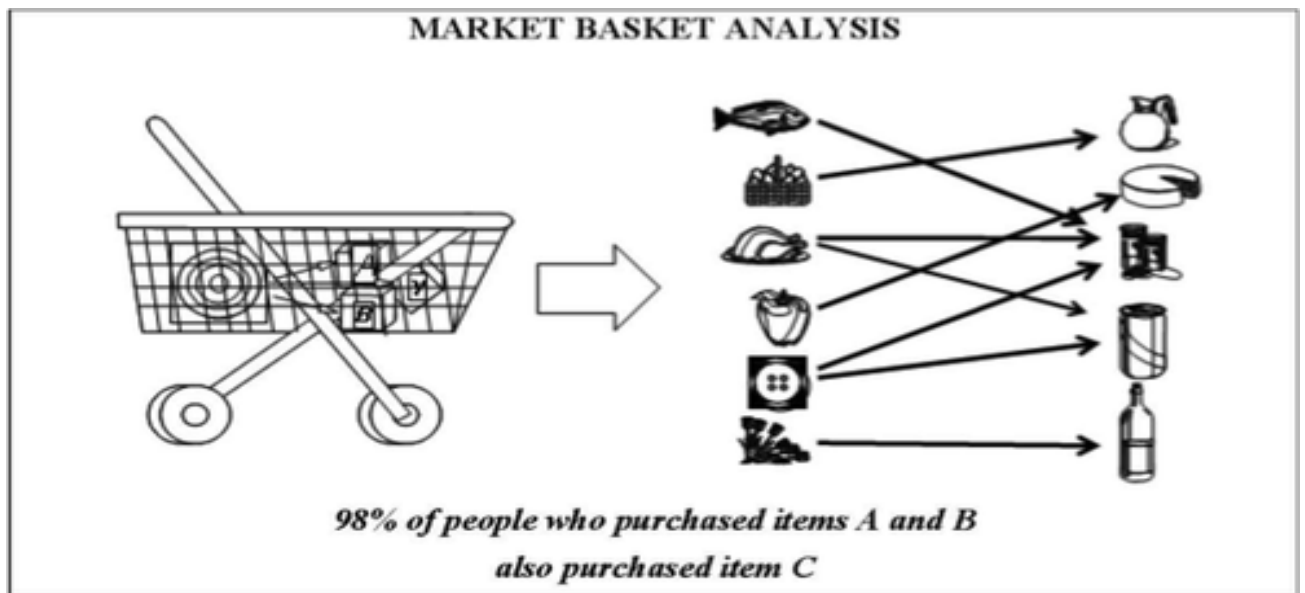 MARKET BASKET ANALYSIS
A
Y
B
98% of people who purchased items A and B
also purchased item C